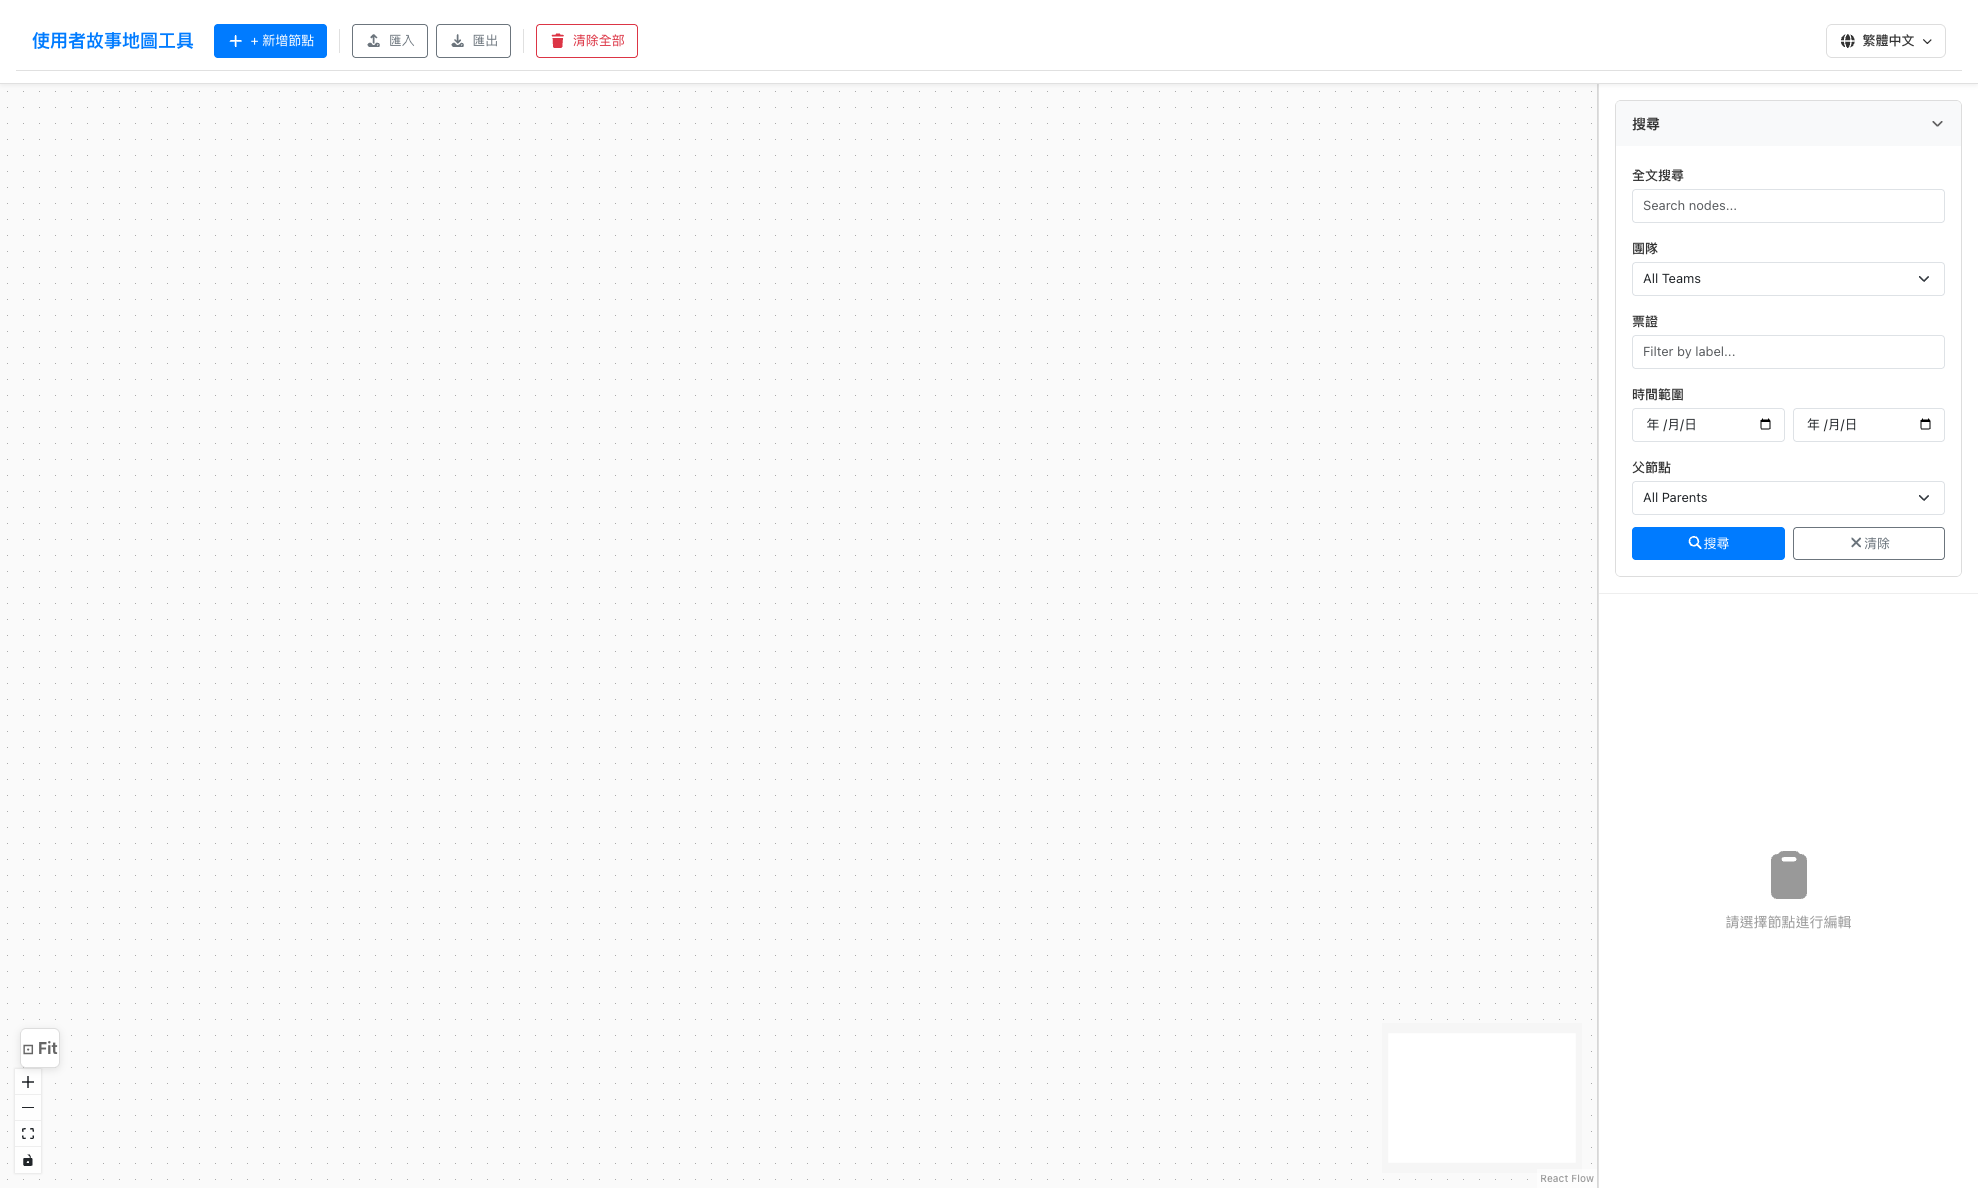 使用者故事地圖工具
+ 新增節點
匯入
匯出
清除全部
繁體中文
搜尋
全文搜尋
Search nodes...
團隊
All Teams
票證
Filter by label...
時間範圍
年 /月/日
年 /月/日
父節點
All Parents
搜尋
清除
請選擇節點進行編輯
Fit
React Flow